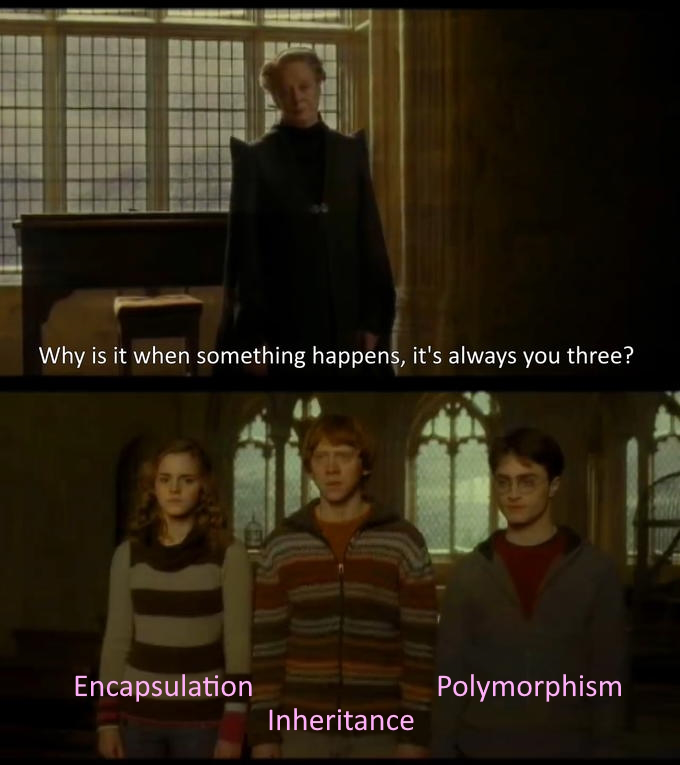 Why is it when something happens, it's always you three?
Encapsulation
Polymorphism
Inheritance